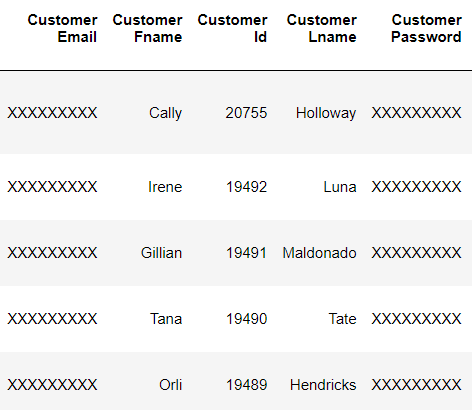 Customer Email Customer Fname Customer Id Customer Lname Customer Password
XXXXXXXXX Cally 20755 Holloway XXXXXXXXX
XXXXXXXXX Irene 19492 Luna XXXXXXXXX
XXXXXXXXX Gillian 19491 Maldonado XXXXXXXXX
XXXXXXXXX Tana 19490 Tate XXXXXXXXX
XXXXXXXXX Orli 19489 Hendricks XXXXXXXXX